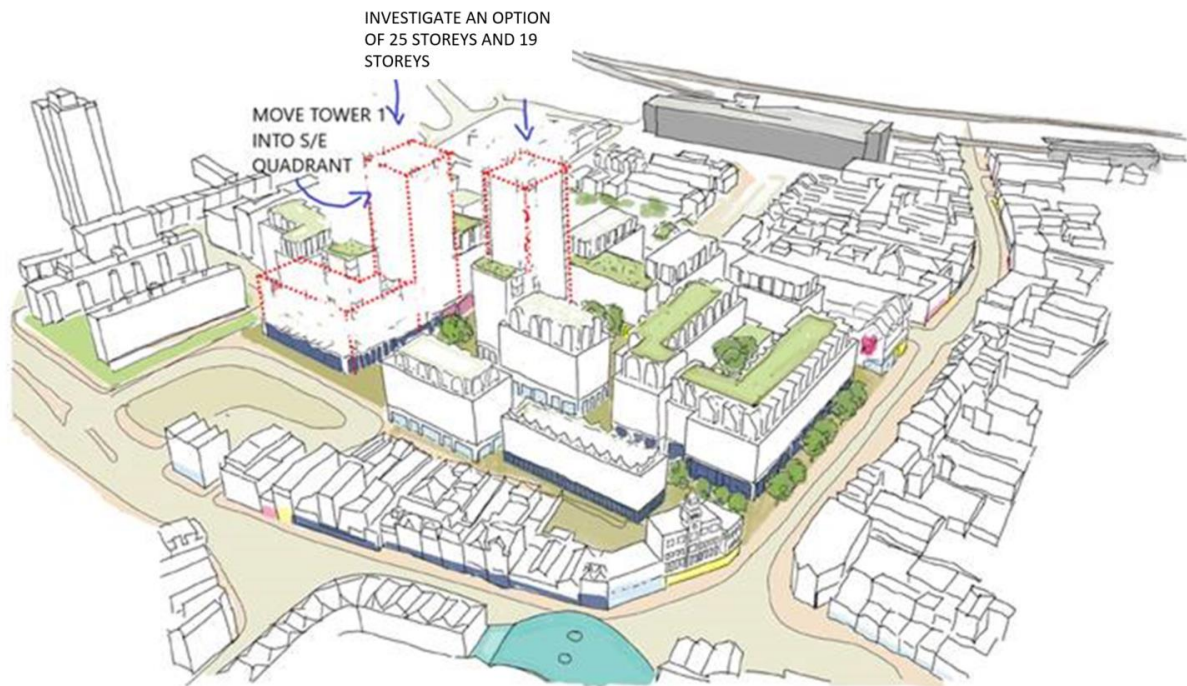 INVESTIGATE AN OPTION
OF 25 STOREYS AND 19
STOREYS
MOVE TOWER 1
INTO S/E
QUADRANT